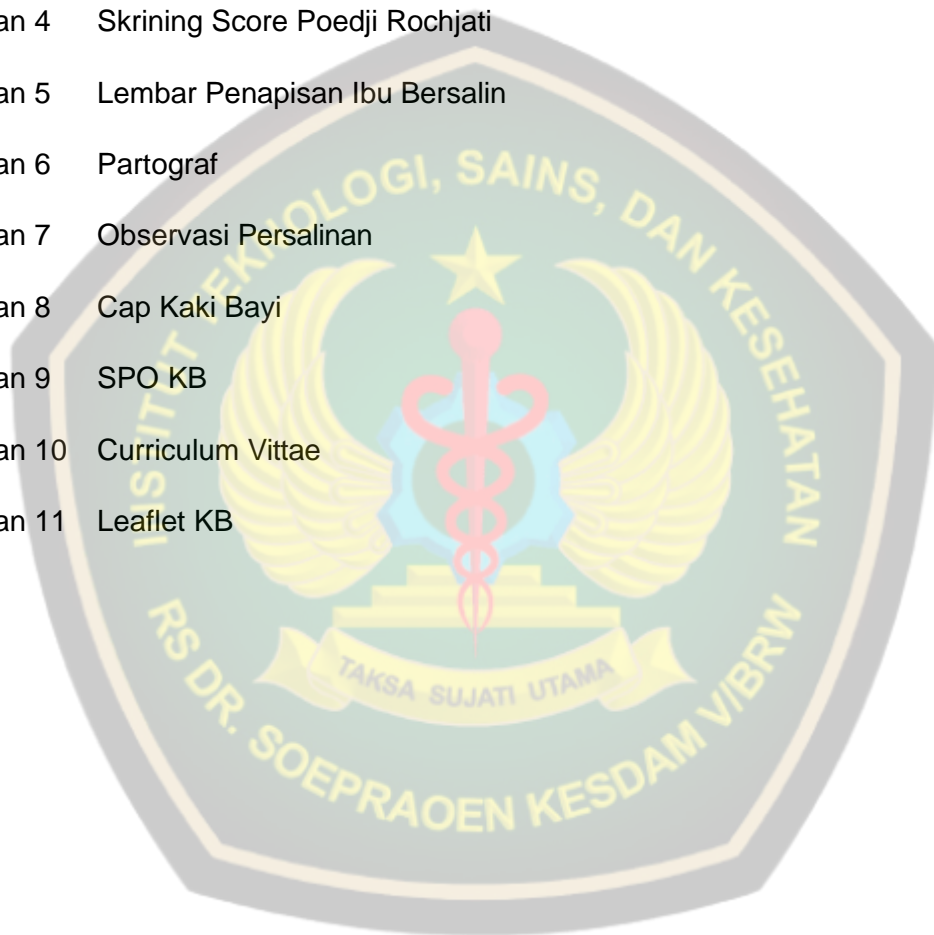 an 4 Skrining Score Poedji Rochjati
an 5 Lembar Penapisan Ibu Bersalin
an 6 Partograf
an 7 Observasi Persalinan
an 8 Cap Kaki Bayi
an 9 SPO KB
an 10 Curriculum Vittae
an 11 Leaflet KB
INSTITUT TEKNOLOGI, SAINS, DAN KESEHATAN
TAKSA SUJATI UTAMA
RS DR. SOEPRAOEN KESDAM V/BRW